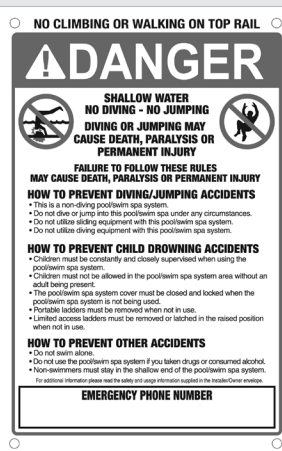 NO CLIMBING OR WALKING ON TOP RAIL
DANGER
SHALLOW WATER
NO DIVING - NO JUMPING
DIVING OR JUMPING MAY
CAUSE DEATH, PARALYSIS OR
PERMANENT INJURY
FAILURE TO FOLLOW THESE RULES
MAY CAUSE DEATH, PARALYSIS OR PERMANENT INJURY
HOW TO PREVENT DIVING/JUMPING ACCIDENTS
• This is a non-diving pool/swim spa system.
• Do not dive or jump into this pool/swim spa under any circumstances.
• Do not utilize sliding equipment with this pool/swim spa system.
• Do not utilize diving equipment with this pool/swim spa system.
HOW TO PREVENT CHILD DROWNING ACCIDENTS
• Children must be constantly and closely supervised when using the
pool/swim spa system.
• Children must not be allowed in the pool/swim spa system area without an
adult being present.
• The pool/swim spa system cover must be closed and locked when the
pool/swim spa system is not being used.
• Portable ladders must be removed when not in use.
• Limited access ladders must be removed or latched in the raised position
when not in use.
HOW TO PREVENT OTHER ACCIDENTS
• Do not swim alone.
• Do not use the pool/swim spa system if you taken drugs or consumed alcohol.
• Non-swimmers must stay in the shallow end of the pool/swim spa system.
For additional information please read the safety and usage information supplied in the Installer/Owner envelope.
EMERGENCY PHONE NUMBER